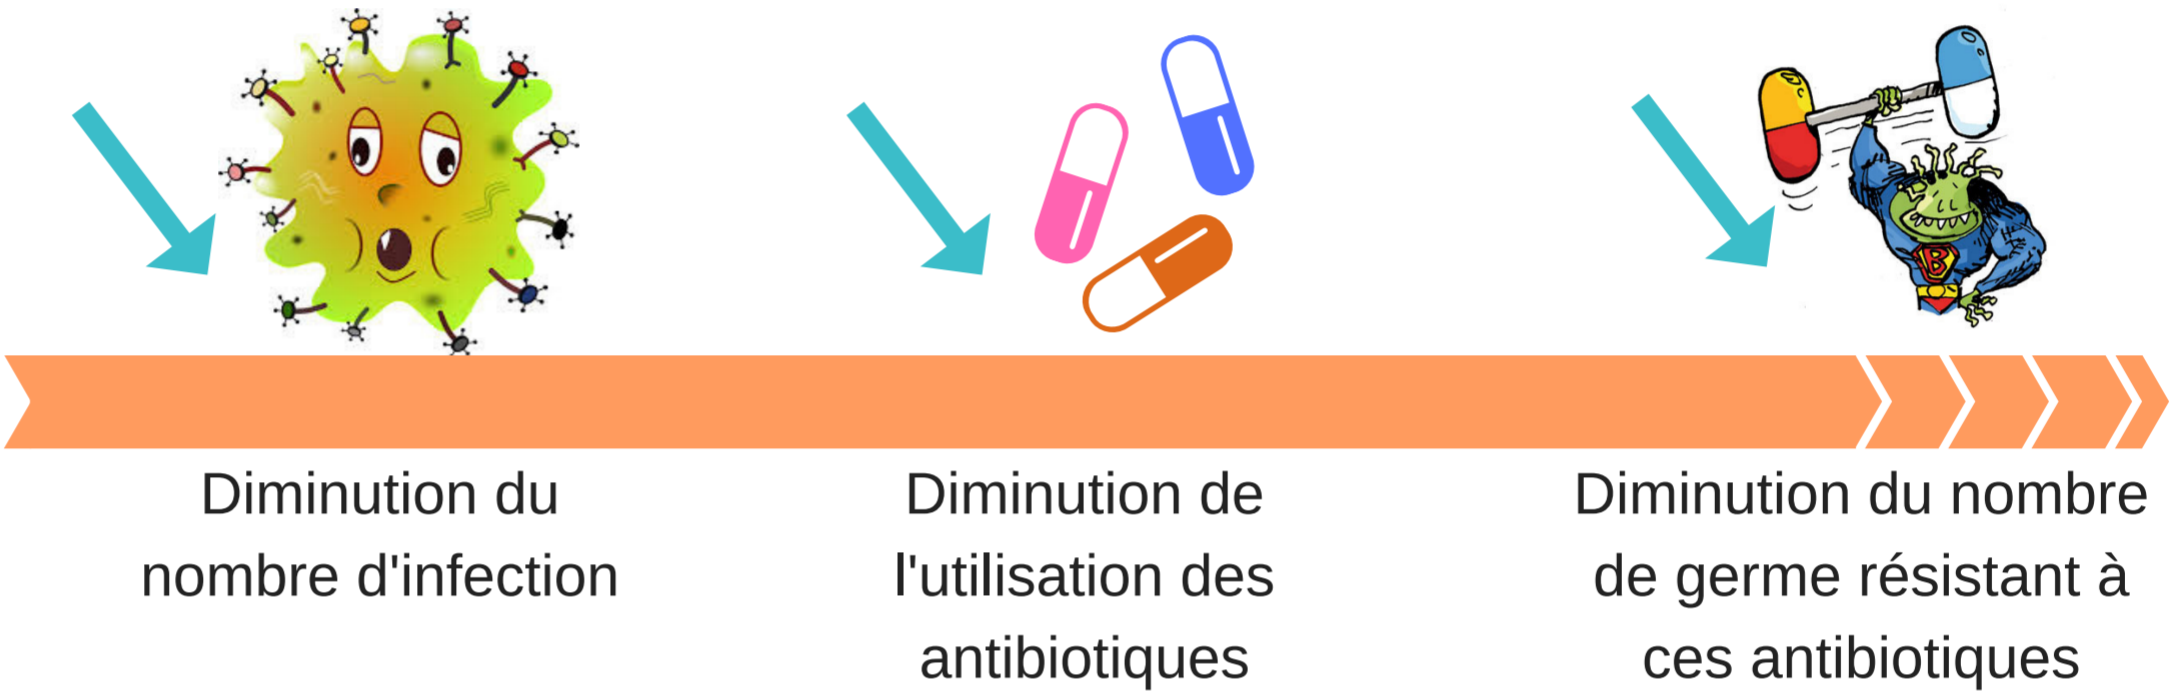 B
Diminution du
nombre d'infection
Diminution de
l'utilisation des
antibiotiques
Diminution du nombre
de germe résistant à
ces antibiotiques